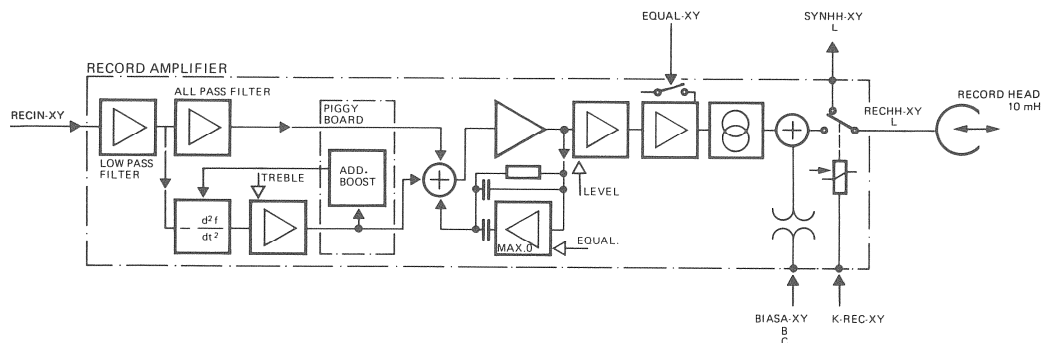 EQUAL-XY
SYNHH-XY
L
RECORD AMPLIFIER
ALL PASS FILTER
PIGGY
BOARD
RECIN-XY
RECORD HEAD
10 mH
RECHH-XY
L
LOW PASS
FILTER
ADD.
BOOST
TREBLE
LEVEL
- d²f
dt²
MAX.0
EQUAL.
BIASA-XY
B
C
K-REC-XY